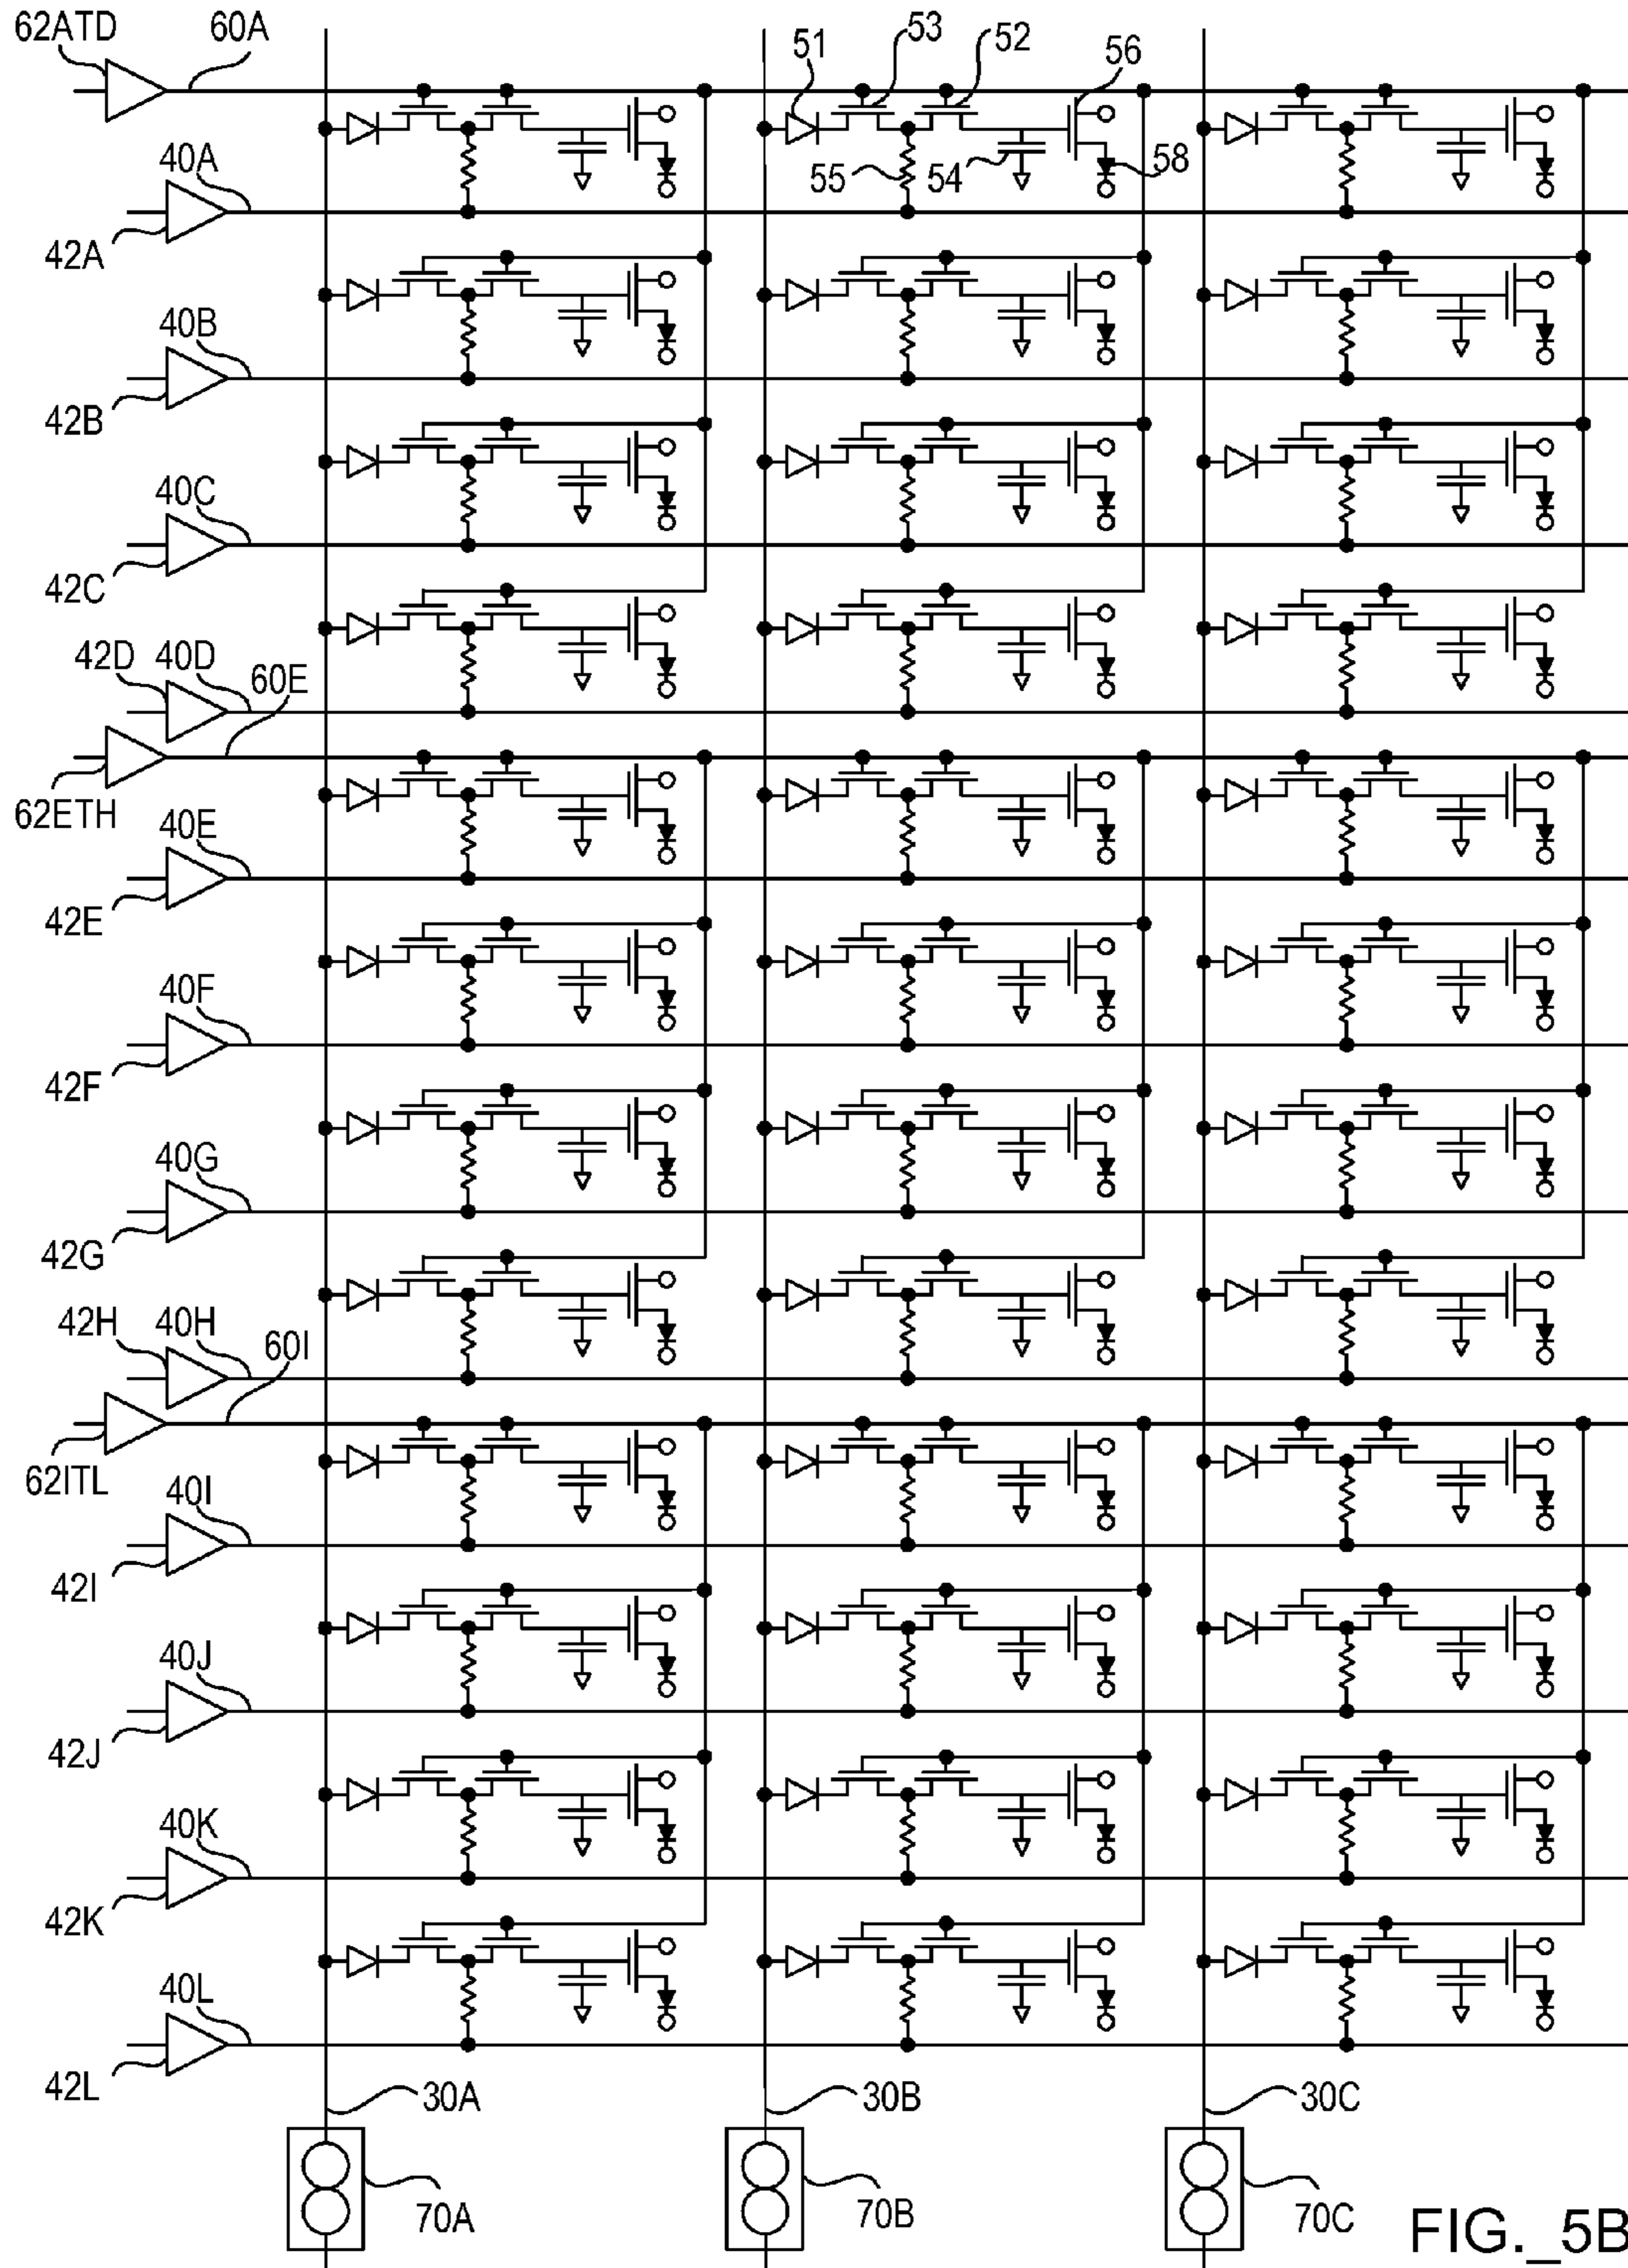 62ATD 60A 51 53 52 56
40A
55 54 58
42A
40B
42B
40C
42C
42D 40D 60E
62ETH
40E
42E
40F
42F
40G
42G
42H 40H 60I
62ITL
40I
42I
40J
42J
40K
42K
40L
42L
30A 30B 30C
70A 70B 70C
FIG._5B